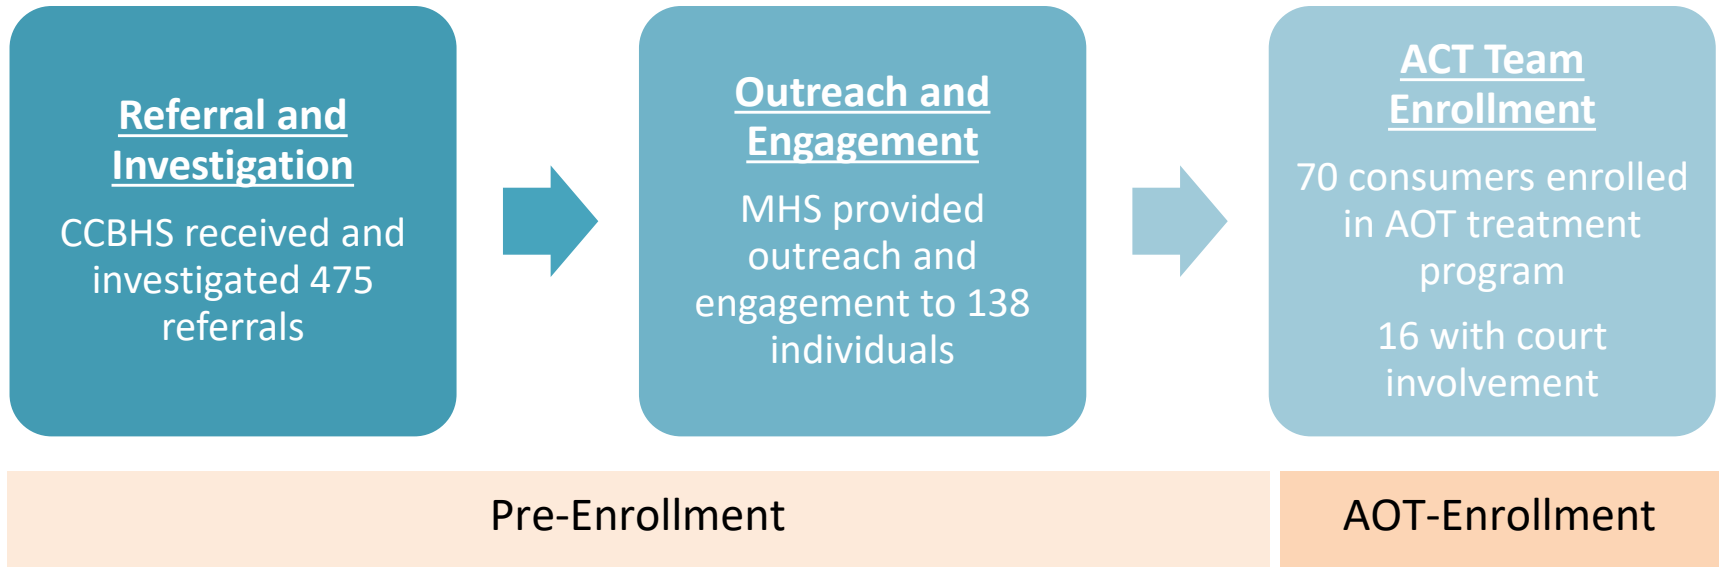 Referral and
Investigation
CCBHS received and
investigated 475
referrals
Outreach and
Engagement
MHS provided
outreach and
engagement to 138
individuals
ACT Team
Enrollment
70 consumers enrolled
in AOT treatment
program
16 with court
involvement
Pre-Enrollment
AOT-Enrollment